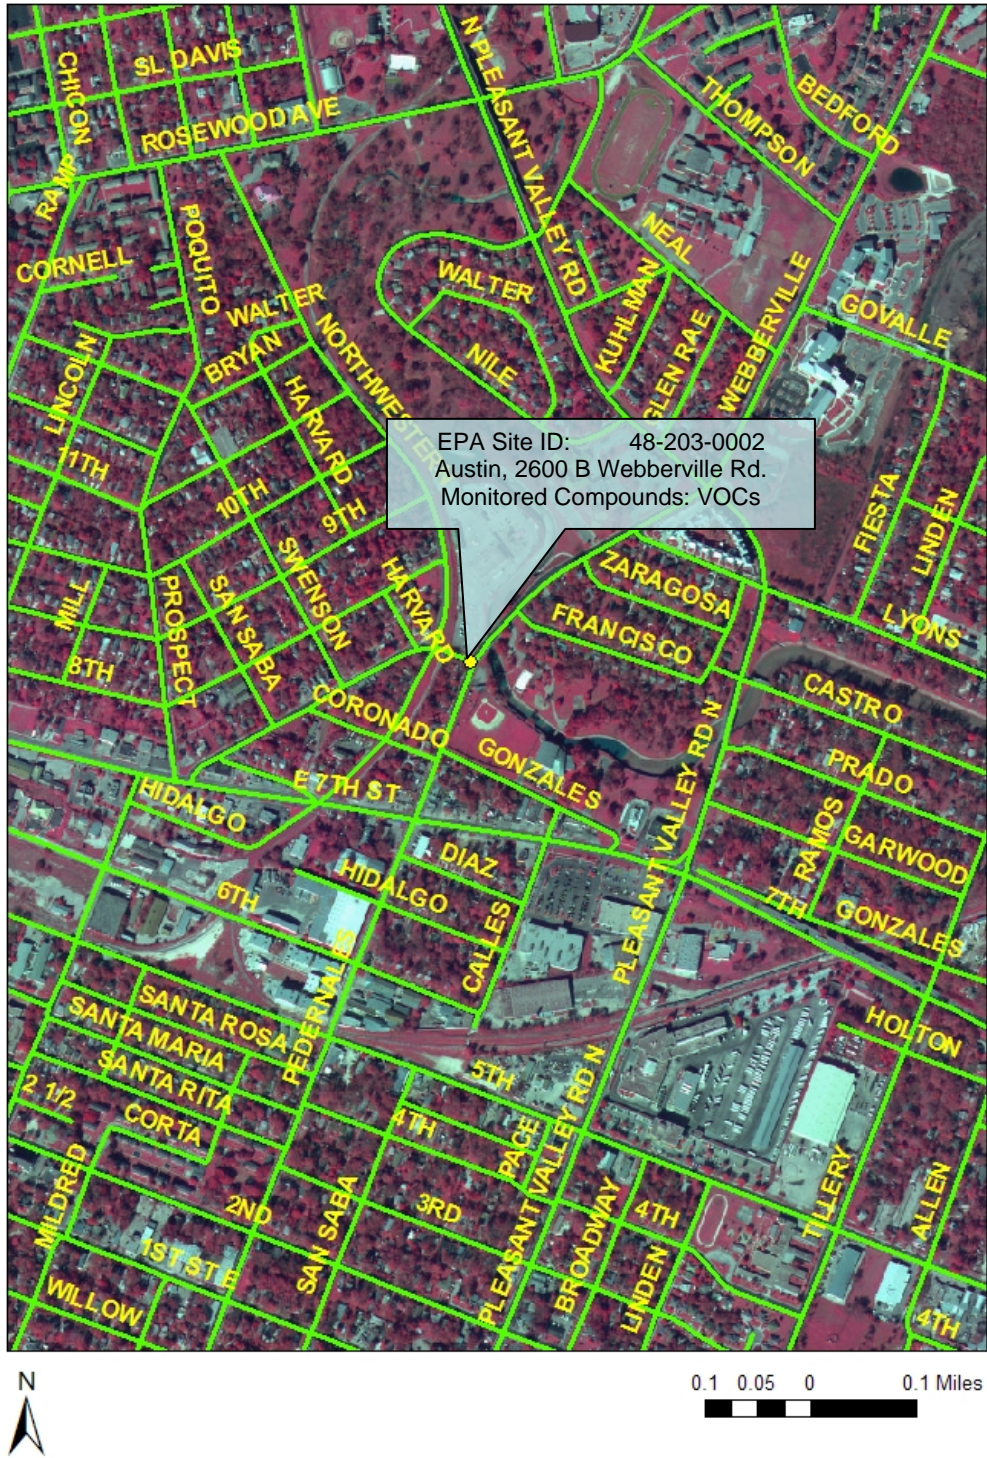 SL DAVIS
CHICON
ROSEWOOD AVE
RAMP
N PLEASANT VALLEY RD
THOMPSON
BEDFORD
POQUITO
CORNELL
NEAL
WALTER
WALTER
WEBBERVILLE
KUHLMAN
GOVALLE
BRYAN
LINCOLN
NORTHWESTERN
NILE
GLEN RAE
HARVARD
EPA Site ID: 48-203-0002
Austin, 2600 B Webberville Rd.
Monitored Compounds: VOCs
11TH
10TH
9TH
FIESTA
LINDEN
SWENSON
HARVARD
ZARAGOSA
MILL
PROSPECT
SAN SABA
FRANCISCO
LYONS
8TH
CORONADO
CASTRO
GONZALES
PLEASANT VALLEY RD N
PRADO
E 7TH ST
HIDALGO
RAMOS
GARWOOD
DIAZ
HIDALGO
6TH
7TH
GONZALES
CALLES
PEDERNALES
SANTA ROSA
SANTA MARIA
HOLTON
SANTA RITA
5TH
2 1/2
CORTA
4TH
PACE
PLEASANT VALLEY RD N
MILDRED
2ND
SAN SABA
3RD
BROADWAY
4TH
TILLERY
ALLEN
1ST ST E
LINDEN
WILLOW
4TH
N
0.1 0.05 0 0.1 Miles